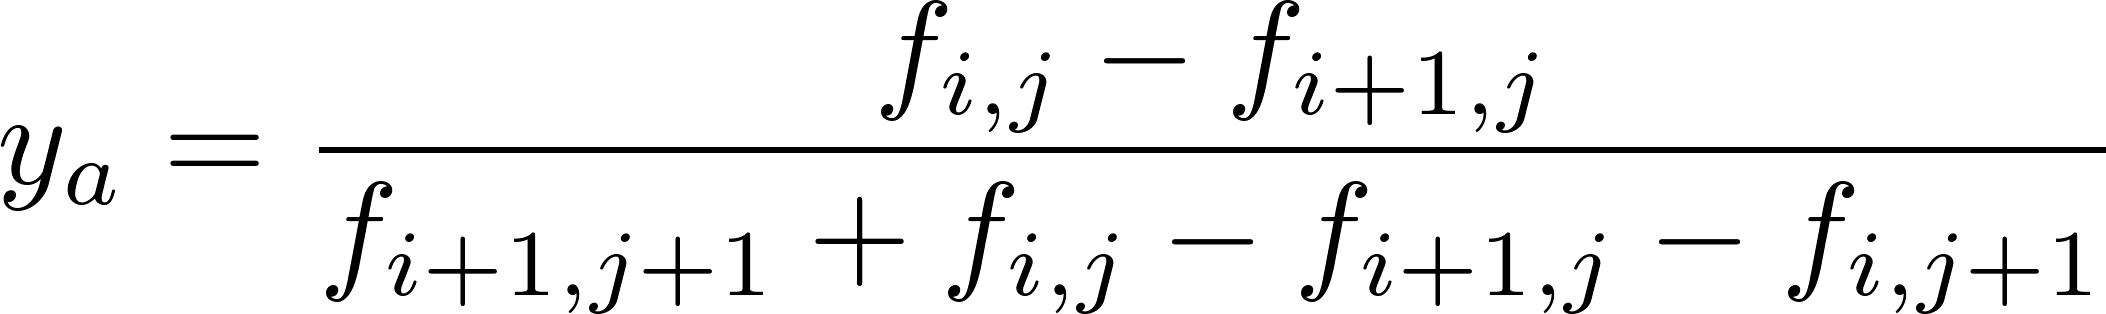 y_a = \frac{f_{i,j} - f_{i+1,j}}{f_{i+1,j+1} + f_{i,j} - f_{i+1,j} - f_{i,j+1}}